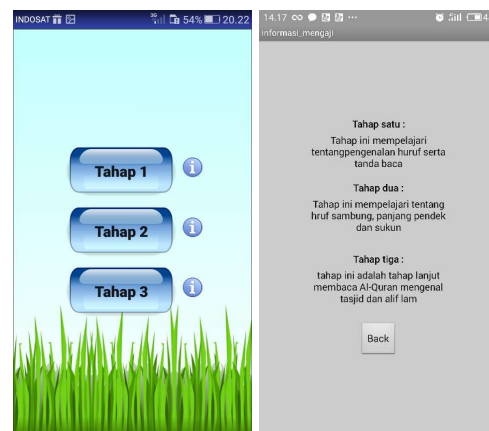 INDOSAT 3G 54% 20.22
Tahap 1
Tahap 2
Tahap 3
14.17
informasi_mengaji
Tahap satu :
Tahap ini mempelajari
tentangpengenalan huruf serta
tanda baca
Tahap dua :
Tahap ini mempelajari tentang
hruf sambung, panjang pendek
dan sukun
Tahap tiga :
tahap ini adalah tahap lanjut
membaca Al-Quran mengenal
tasjid dan alif lam
Back